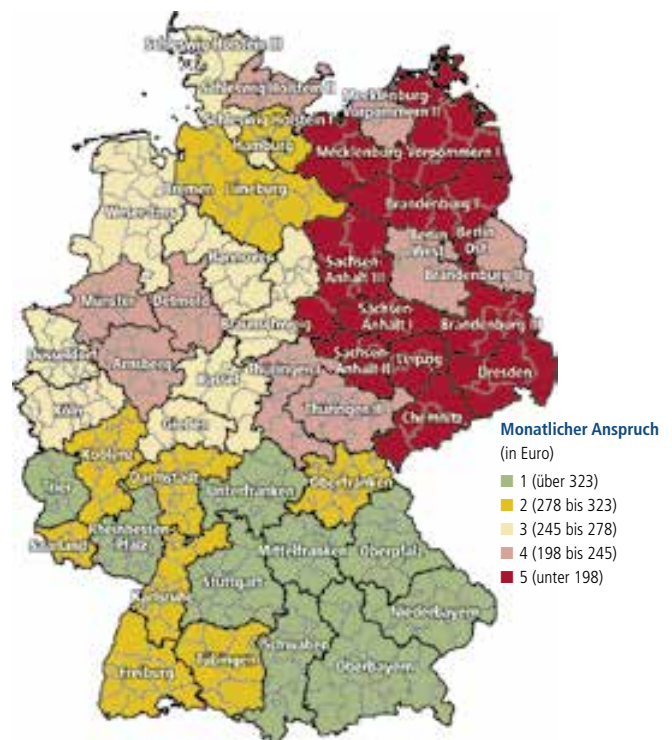 Schleswig Holstein III
Schleswig Holstein II
Mecklenburg-
Vorpommern II
Schleswig Holstein I
Hamburg
Mecklenburg-Vorpommern I
Bremen
Lüneburg
Weser-Ems
Brandenburg I
Berlin
West
Berlin
Ost
Hannover
Sachsen-
Anhalt III
Brandenburg II
Münster
Detmold
Braunschweig
Sachsen-
Anhalt I
Brandenburg III
Düsseldorf
Arnsberg
Kassel
Thüringen I
Sachsen-
Anhalt II
Leipzig
Dresden
Köln
Gießen
Thüringen II
Chemnitz
Monatlicher Anspruch
(in Euro)
1 (über 323)
2 (278 bis 323)
3 (245 bis 278)
4 (198 bis 245)
5 (unter 198)
Koblenz
Trier
Darmstadt
Unterfranken
Oberfranken
Saarland
Rheinhessen-
Pfalz
Mittelfranken
Oberpfalz
Karlsruhe
Stuttgart
Niederbayern
Freiburg
Tübingen
Schwaben
Oberbayern